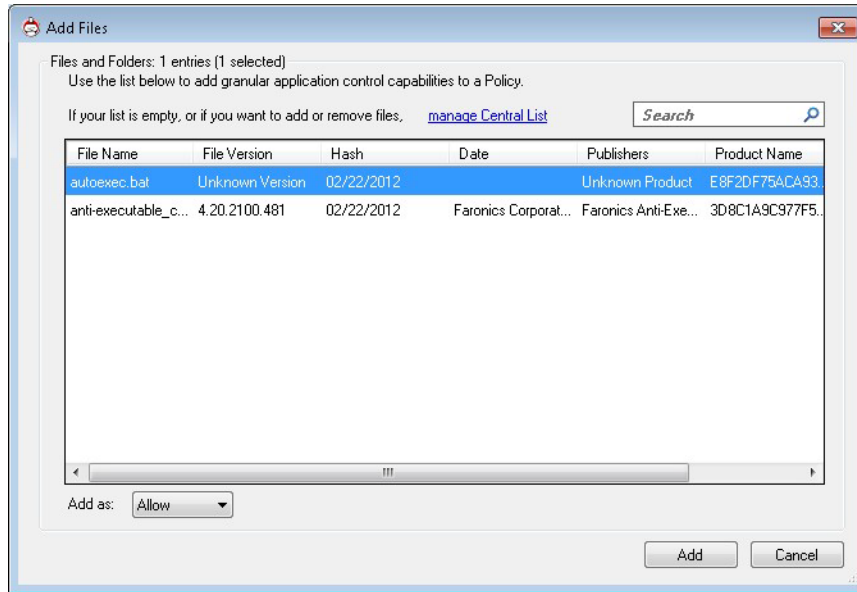 Add Files
Files and Folders: 1 entries (1 selected)
Use the list below to add granular application control capabilities to a Policy.
If your list is empty, or if you want to add or remove files, manage Central List Search
File Name File Version Hash Date Publishers Product Name
autoexec.bat Unknown Version 02/22/2012 Unknown Product E8F2DF75ACA93...
anti-executable_c... 4.20.2100.481 02/22/2012 Faronics Corporat... Faronics Anti-Exe... 3D8C1A9C977F5...
Add as: Allow
Add Cancel